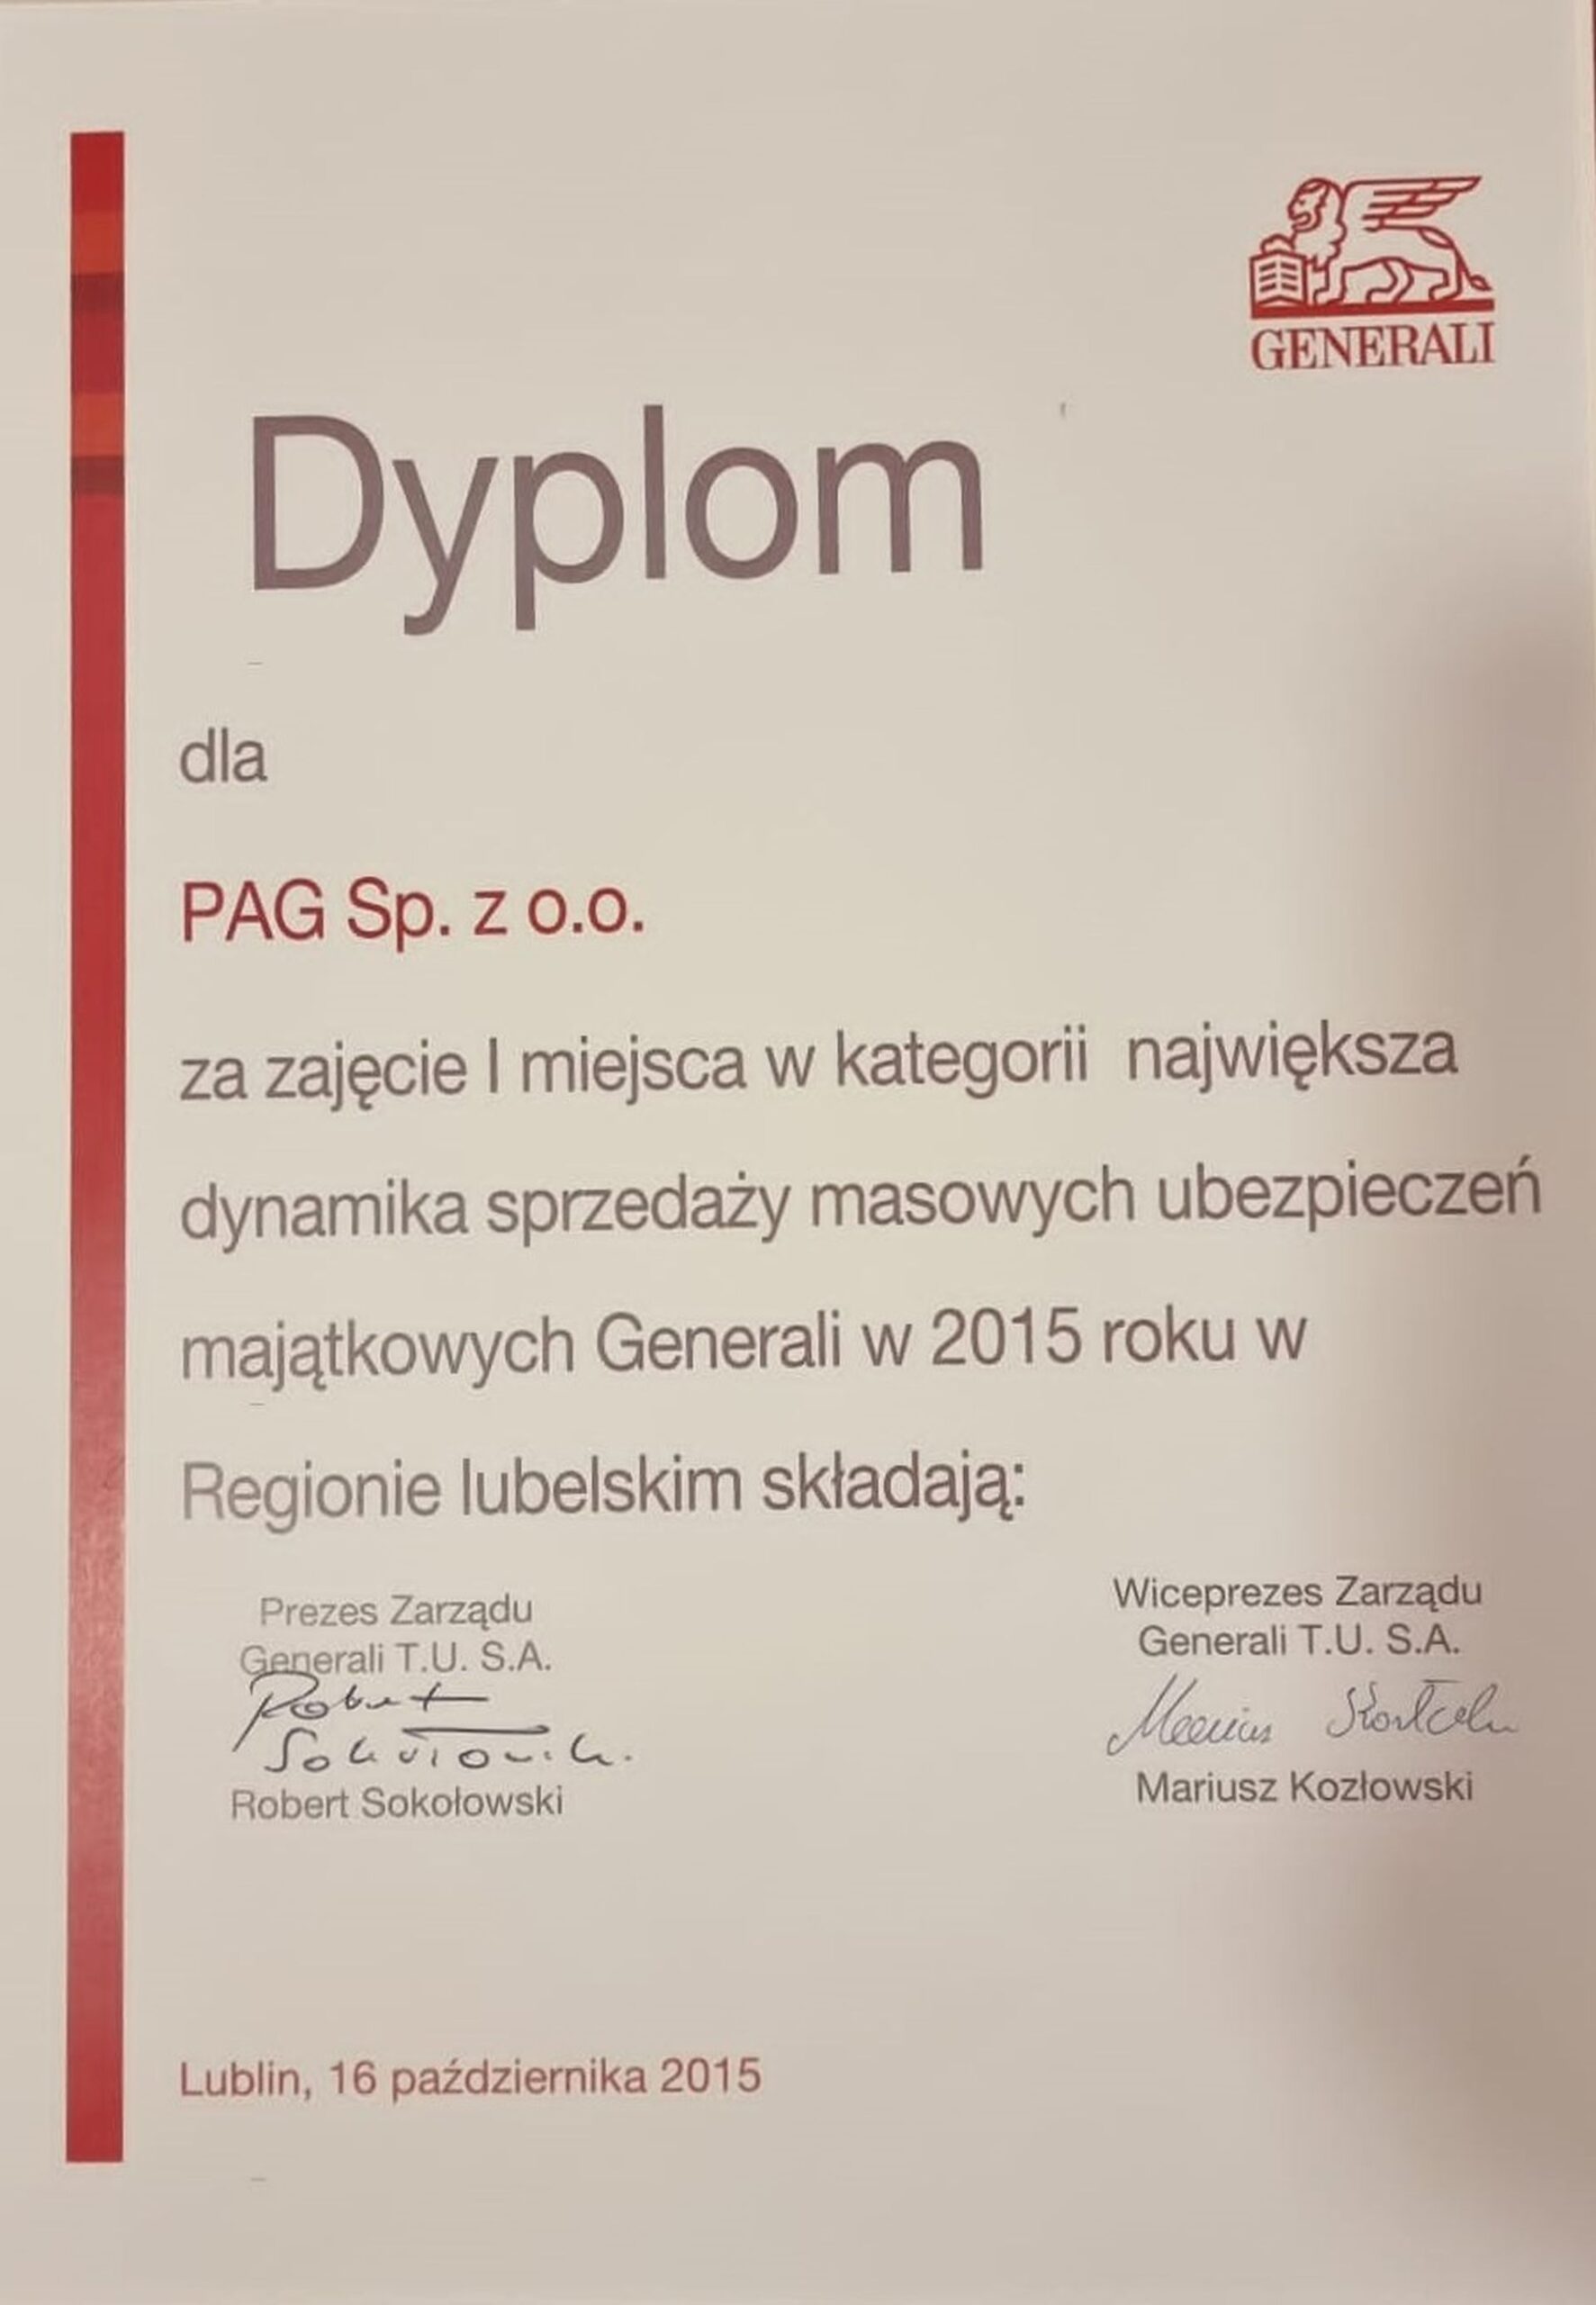 GENERALI
Dyplom
dla
PAG Sp. z o.o.
za zajęcie I miejsca w kategorii największa
dynamika sprzedaży masowych ubezpieczeń
majątkowych Generali w 2015 roku w
Regionie lubelskim składają:
Prezes Zarządu
Generali T.U. S.A.
Robert
Robert Sokołowski
Wiceprezes Zarządu
Generali T.U. S.A.
Mariusz Kozłowski
Lublin, 16 października 2015